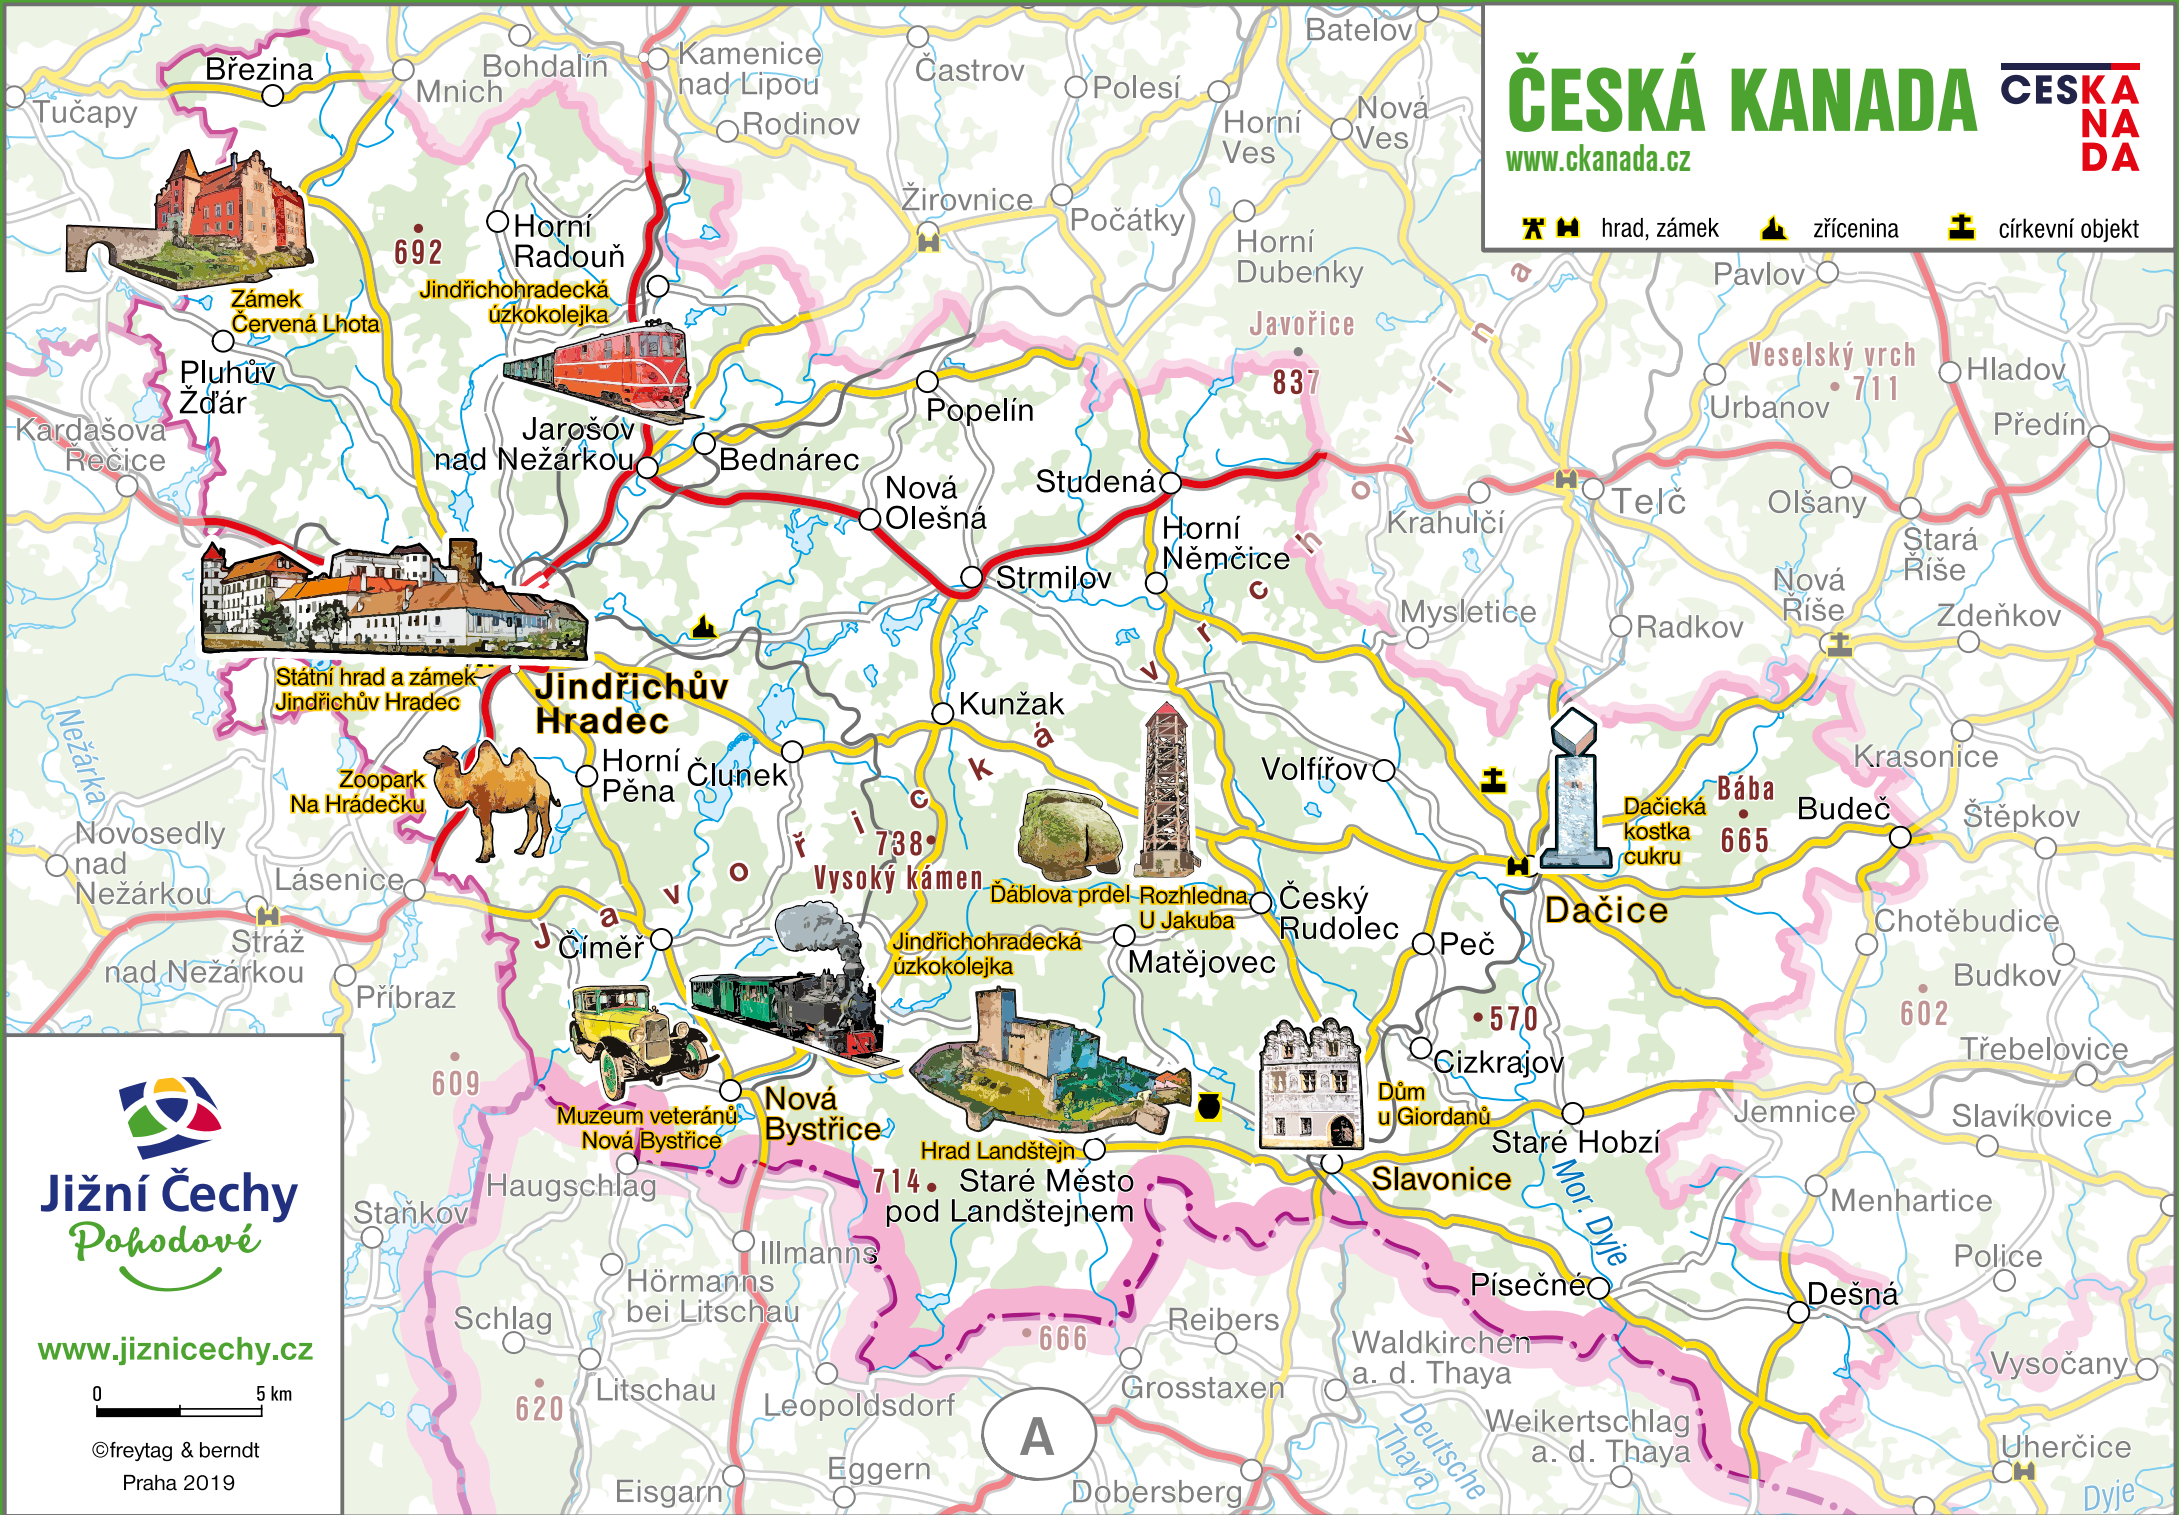 ČESKÁ KANADA
www.ckanada.cz
CESKA
NA
DA
hrad, zámek
zřícenina
církevní objekt
Batelov
Bohdalín
Kamenice
nad Lipou
Častrov
Polesí
Březina
Mnich
Tučapy
Rodinov
Horní
Ves
Nová
Ves
Žirovnice
Počátky
Horní
Radouň
692
Horní
Dubenky
Pavlov
Jindřichohradecká
úzkokolejka
Zámek
Červená Lhota
Javořice
837
Veselský vrch
711
Hladov
Pluhův
Žďár
Urbanov
Předín
Popelín
Kardašova
Řečice
Jarošov
nad Nežárkou
Bednárec
Studená
Nová
Olešná
Telč
Olšany
Krahulčí
Horní
Němčice
Stará
Říše
Strmilov
Nová
Říše
Mysletice
Radkov
Zdeňkov
Státní hrad a zámek
Jindřichův Hradec
Jindřichův
Hradec
Kunžak
Nežárka
Krasonice
Horní
Pěna
Člunek
Volfířov
Zoopark
Na Hrádečku
Dačická
kostka
cukru
Bába
665
Budeč
Štěpkov
Novosedly
nad
Nežárkou
738
Vysoký kámen
Lásenice
Ďáblova prdel
Rozhledna
U Jakuba
Český
Rudolec
Dačice
Chotěbudice
Stráž
nad Nežárkou
Javořická vrchovina
Číměř
Jindřichohradecká
úzkokolejka
Matějovec
Peč
Budkov
Příbraz
602
570
609
Cizkrajov
Třebelovice
Muzeum veteránů
Nová Bystřice
Nová
Bystřice
Dům
u Giordanů
Jemnice
Slavíkovice
Hrad Landštejn
Staré Hobzí
714
Staré Město
pod Landštejnem
Slavonice
Haugschlag
Staňkov
Mor. Dyje
Menhartice
Illmanns
Police
Hörmanns
bei Litschau
Písečné
Dešná
Schlag
666
Reibers
Waldkirchen
a. d. Thaya
Vysočany
Litschau
620
Leopoldsdorf
Grosstaxen
A
Deutsche
Thaya
Weikertschlag
a. d. Thaya
Uherčice
Eggern
Eisgarn
Dobersberg
Dyje
Jižní Čechy
Pohodové
www.jiznicechy.cz
0 5 km
©freytag & berndt
Praha 2019